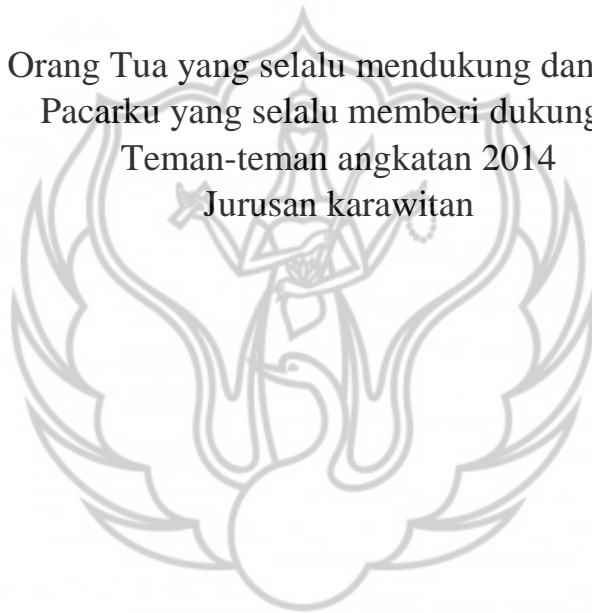 Orang Tua yang selalu mendukung dan
Pacarku yang selalu memberi dukung
Teman-teman angkatan 2014
Jurusan karawitan